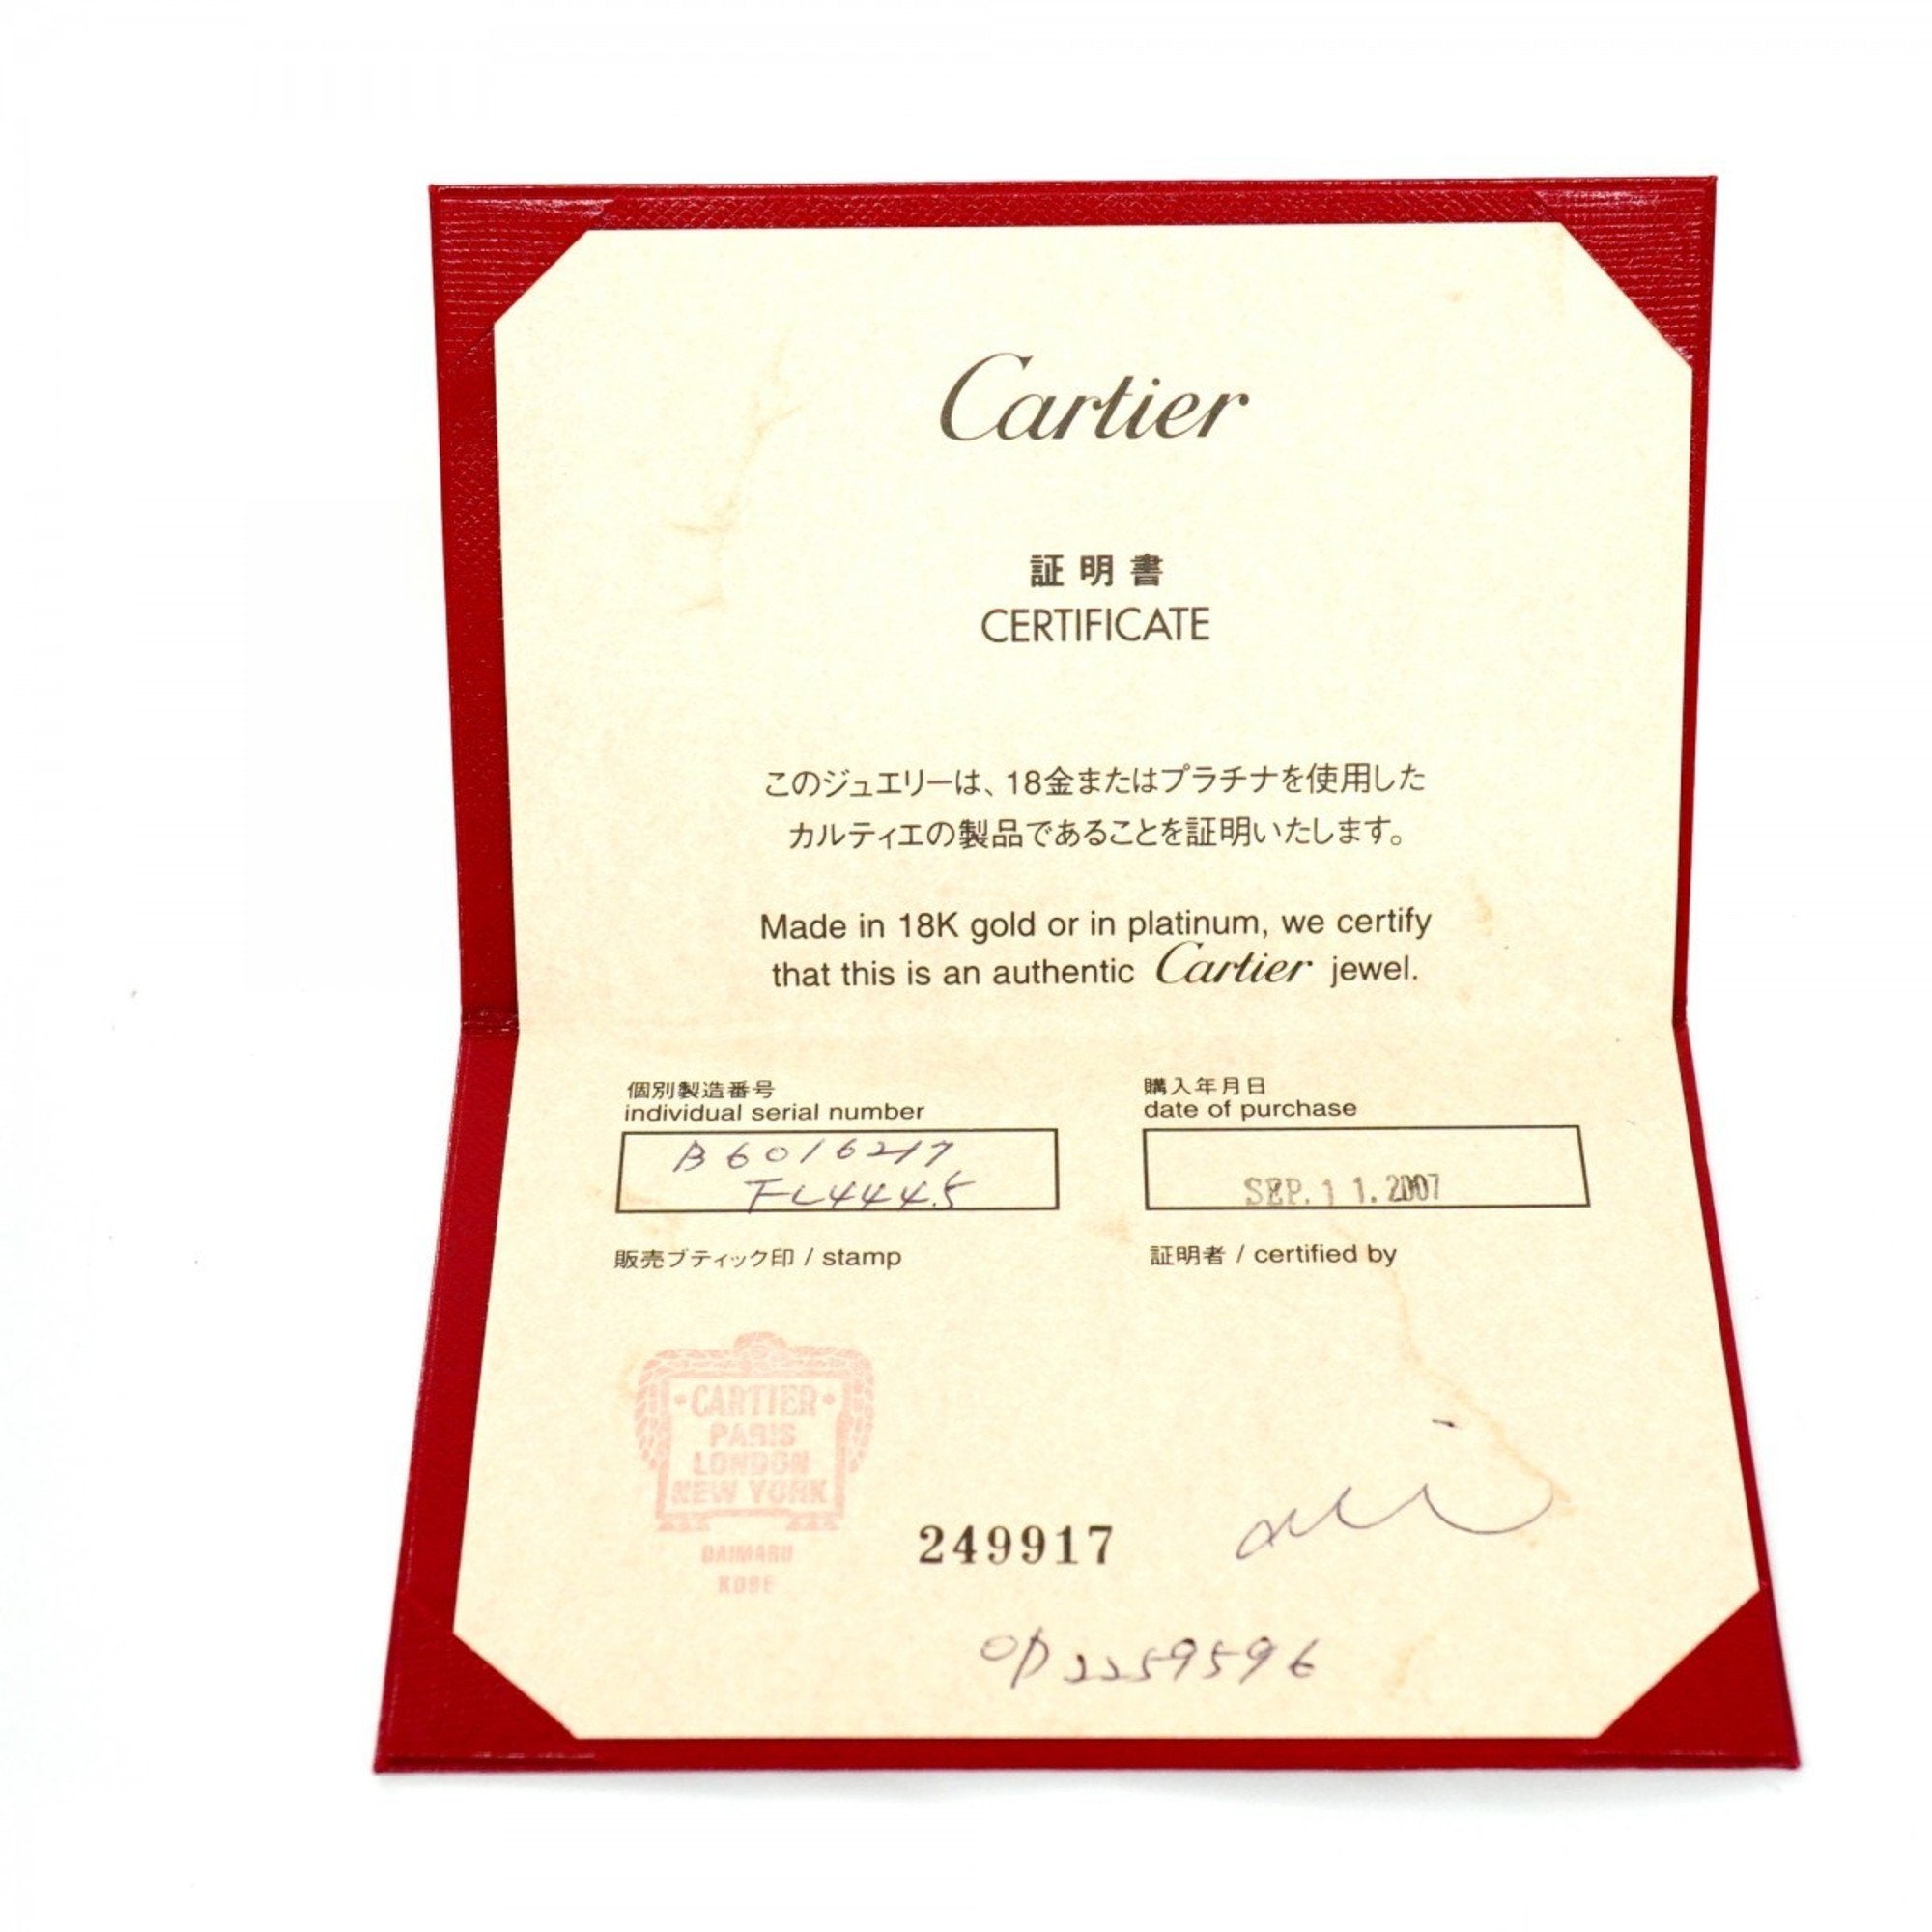 Cartier
証明書
CERTIFICATE
このジュエリーは、18金またはプラチナを使用した
カルティエの製品であることを証明いたします。
Made in 18K gold or in platinum, we certify
that this is an authentic Cartier jewel.
個別製造番号
individual serial number
B6016217
FL4445
購入年月日
date of purchase
SEP. 11. 2007
販売ブティック印 / stamp
証明者 / certified by
CARTIER
PARIS
LONDON
NEW YORK
DAIMARU
KOBE
249917
OP2259596